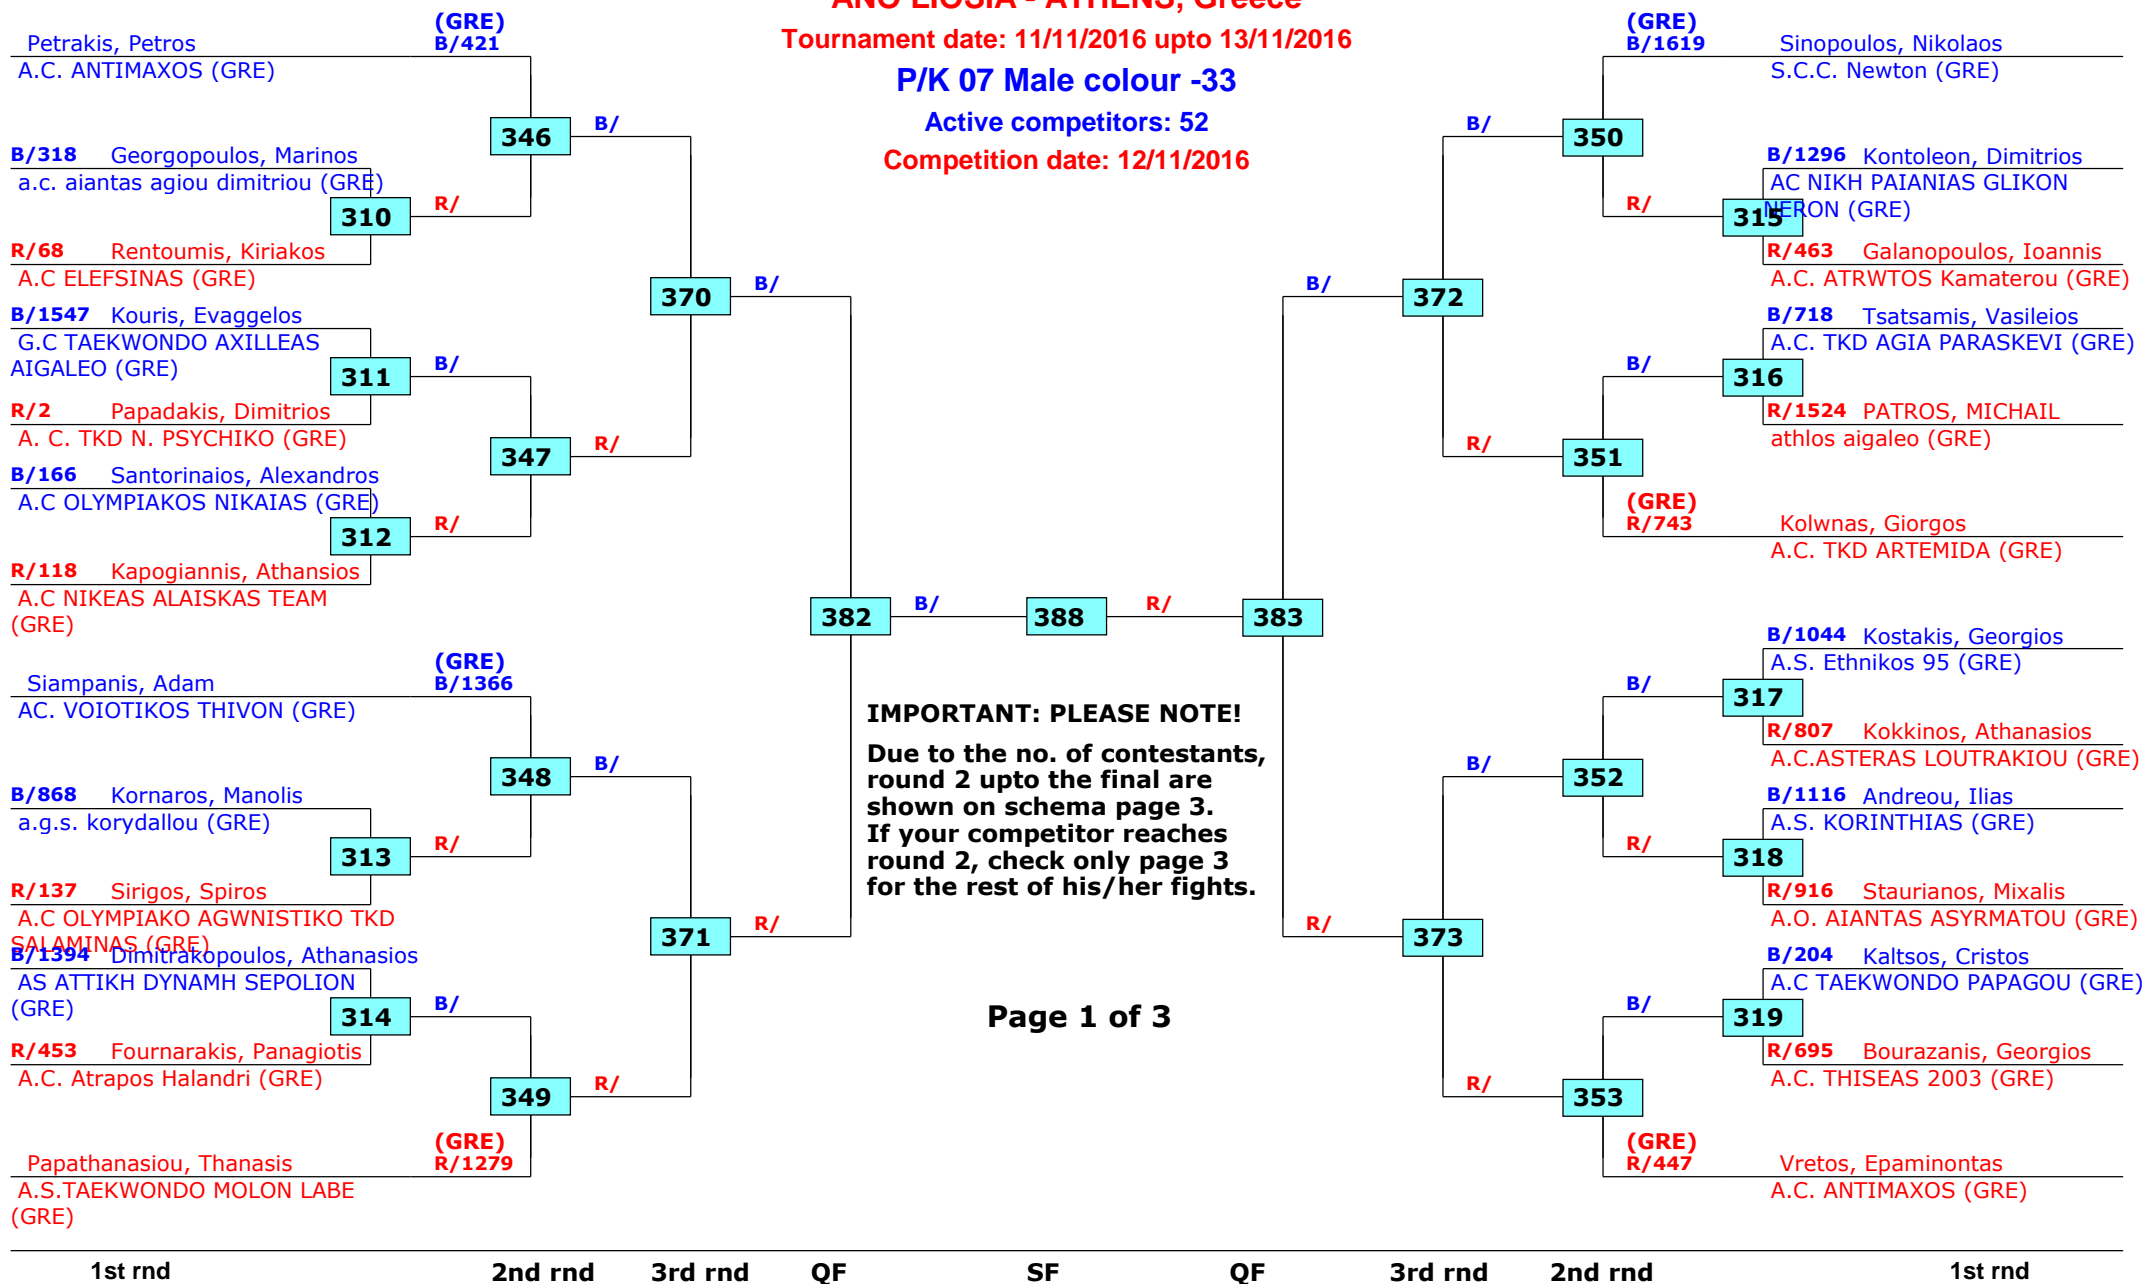 ANO LIOSIA - ATHENS, Greece
Tournament date: 11/11/2016 upto 13/11/2016
P/K 07 Male colour -33
Active competitors: 52
Competition date: 12/11/2016
(GRE)
Petrakis, Petros B/421
A.C. ANTIMAXOS (GRE)
346 B/
B/318 Georgopoulos, Marinos
a.c. aiantas agiou dimitriou (GRE)
310 R/
R/68 Rentoumis, Kiriakos
A.C ELEFSINAS (GRE)
370 B/
B/1547 Kouris, Evaggelos
G.C TAEKWONDO AXILLEAS
AIGALEO (GRE)
311 B/
R/2 Papadakis, Dimitrios
A. C. TKD N. PSYCHIKO (GRE)
347 R/
B/166 Santorinaios, Alexandros
A.C OLYMPIAKOS NIKAIAS (GRE)
312 R/
R/118 Kapogiannis, Athansios
A.C NIKEAS ALAISKAS TEAM
(GRE)
382 B/ 388 R/ 383
(GRE)
Siampanis, Adam B/1366
AC. VOIOTIKOS THIVON (GRE)
348 B/
B/868 Kornaros, Manolis
a.g.s. korydallou (GRE)
313 R/
R/137 Sirigos, Spiros
A.C OLYMPIAKO AGWNISTIKO TKD
SALAMINAS (GRE)
371 R/
B/1394 Dimitrakopoulos, Athanasios
AS ATTIKH DYNAMH SEPOLION
(GRE)
314 B/
R/453 Fournarakis, Panagiotis
A.C. Atrapos Halandri (GRE)
349 R/
(GRE)
Papathanasiou, Thanasis R/1279
A.S.TAEKWONDO MOLON LABE
(GRE)
IMPORTANT: PLEASE NOTE!
Due to the no. of contestants,
round 2 upto the final are
shown on schema page 3.
If your competitor reaches
round 2, check only page 3
for the rest of his/her fights.
Page 1 of 3
(GRE)
B/1619 Sinopoulos, Nikolaos
S.C.C. Newton (GRE)
B/ 350
B/1296 Kontoleon, Dimitrios
AC NIKH PAIANIAS GLIKON
NERON (GRE)
R/ 315
R/463 Galanopoulos, Ioannis
A.C. ATRWTOS Kamaterou (GRE)
B/ 372
B/718 Tsatsamis, Vasileios
A.C. TKD AGIA PARASKEVI (GRE)
B/ 316
R/1524 PATROS, MICHAIL
athlos aigaleo (GRE)
R/ 351
(GRE)
R/743 Kolwnas, Giorgos
A.C. TKD ARTEMIDA (GRE)
B/1044 Kostakis, Georgios
A.S. Ethnikos 95 (GRE)
B/ 317
R/807 Kokkinos, Athanasios
A.C.ASTERAS LOUTRAKIOU (GRE)
B/ 352
B/1116 Andreou, Ilias
A.S. KORINTHIAS (GRE)
R/ 318
R/916 Staurianos, Mixalis
A.O. AIANTAS ASYRMATOU (GRE)
R/ 373
B/204 Kaltsos, Cristos
A.C TAEKWONDO PAPAGOU (GRE)
B/ 319
R/695 Bourazanis, Georgios
A.C. THISEAS 2003 (GRE)
R/ 353
(GRE)
R/447 Vretos, Epaminontas
A.C. ANTIMAXOS (GRE)
1st rnd 2nd rnd 3rd rnd QF SF QF 3rd rnd 2nd rnd 1st rnd